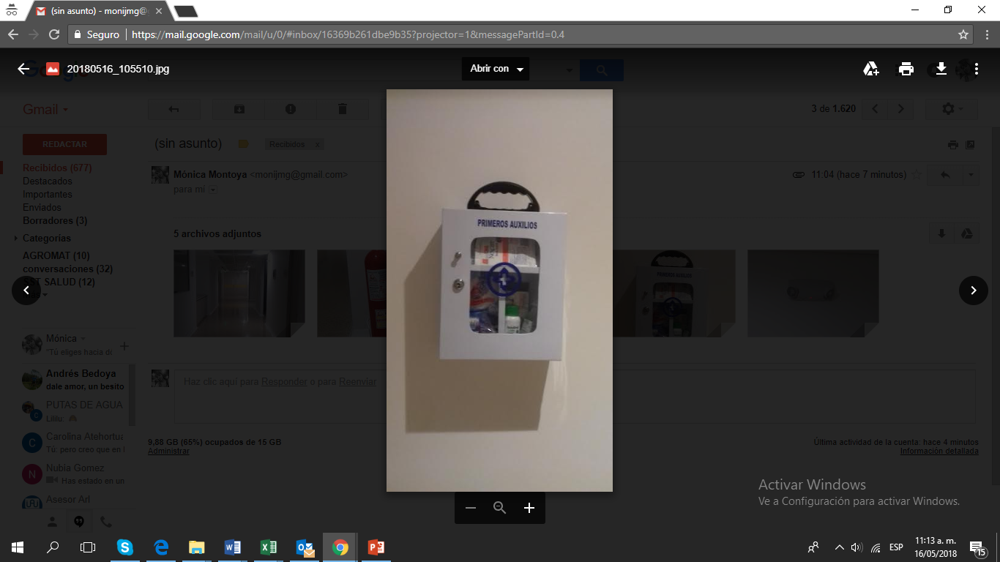 (sin asunto) - monijmg@
Seguro
https://mail.google.com/mail/u/0/#inbox/16369b261dbe9b35?projector=1&messagePartId=0.4
20180516_105510.jpg
Abrir con
Gmail
3 de 1.620
REDACTAR
(sin asunto)
Recibidos x
Recibidos (677)
Destacados
Importantes
Enviados
Borradores (3)
Categorías
AGROMAT (10)
conversaciones (32)
SST SALUD (12)
Mónica Montoya <monijmg@gmail.com>
para mí
11:04 (hace 7 minutos)
5 archivos adjuntos
PRIMEROS AUXILIOS
PRIMEROS AUXILIOS
Mónica
"Tú eliges hacia
Andrés Bedoya
dale amor, un besito
PUTAS DE AGUA
Lililu:
Carolina Atehortua
Tú: pero creo que en
Nubia Gomez
Has estado en un
Asesor Arl
Haz clic aquí para Responder o para Reenviar
9,88 GB (65%) ocupados de 15 GB
Administrar
Última actividad de la cuenta: hace 4 minutos
Información detallada
Activar Windows
Ve a Configuración para activar Windows.
ESP
11:13 a. m.
16/05/2018
15